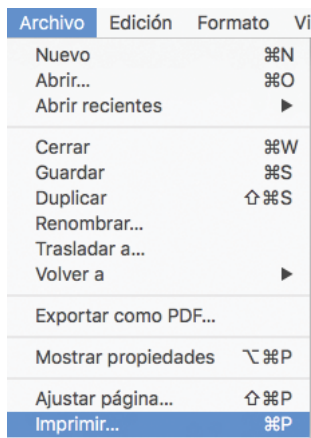 Archivo Edición Formato Vi
Nuevo ⌘N
Abrir... ⌘O
Abrir recientes ▶
Cerrar ⌘W
Guardar ⌘S
Duplicar ⇧⌘S
Renombrar...
Trasladar a...
Volver a ▶
Exportar como PDF...
Mostrar propiedades ⌥⌘P
Ajustar página... ⇧⌘P
Imprimir... ⌘P